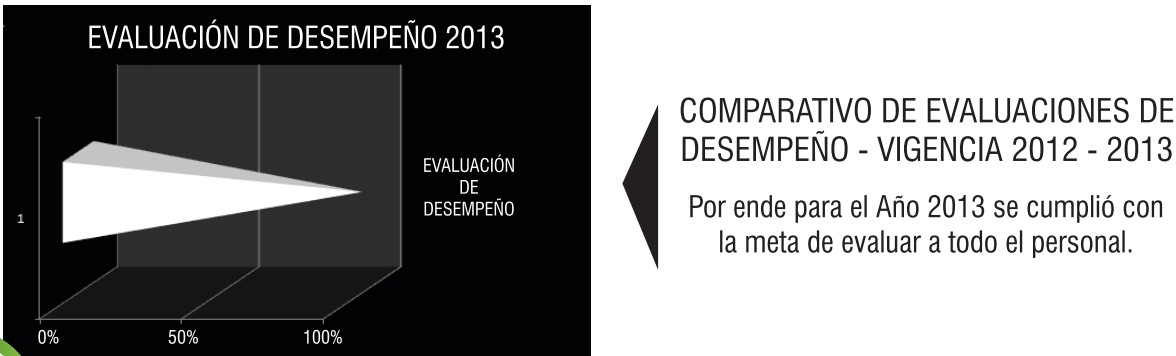 EVALUACIÓN DE DESEMPEÑO 2013
EVALUACIÓN
DE
DESEMPEÑO
1
0%
50%
100%
COMPARATIVO DE EVALUACIONES DE
DESEMPEÑO - VIGENCIA 2012 - 2013
Por ende para el Año 2013 se cumplió con
la meta de evaluar a todo el personal.